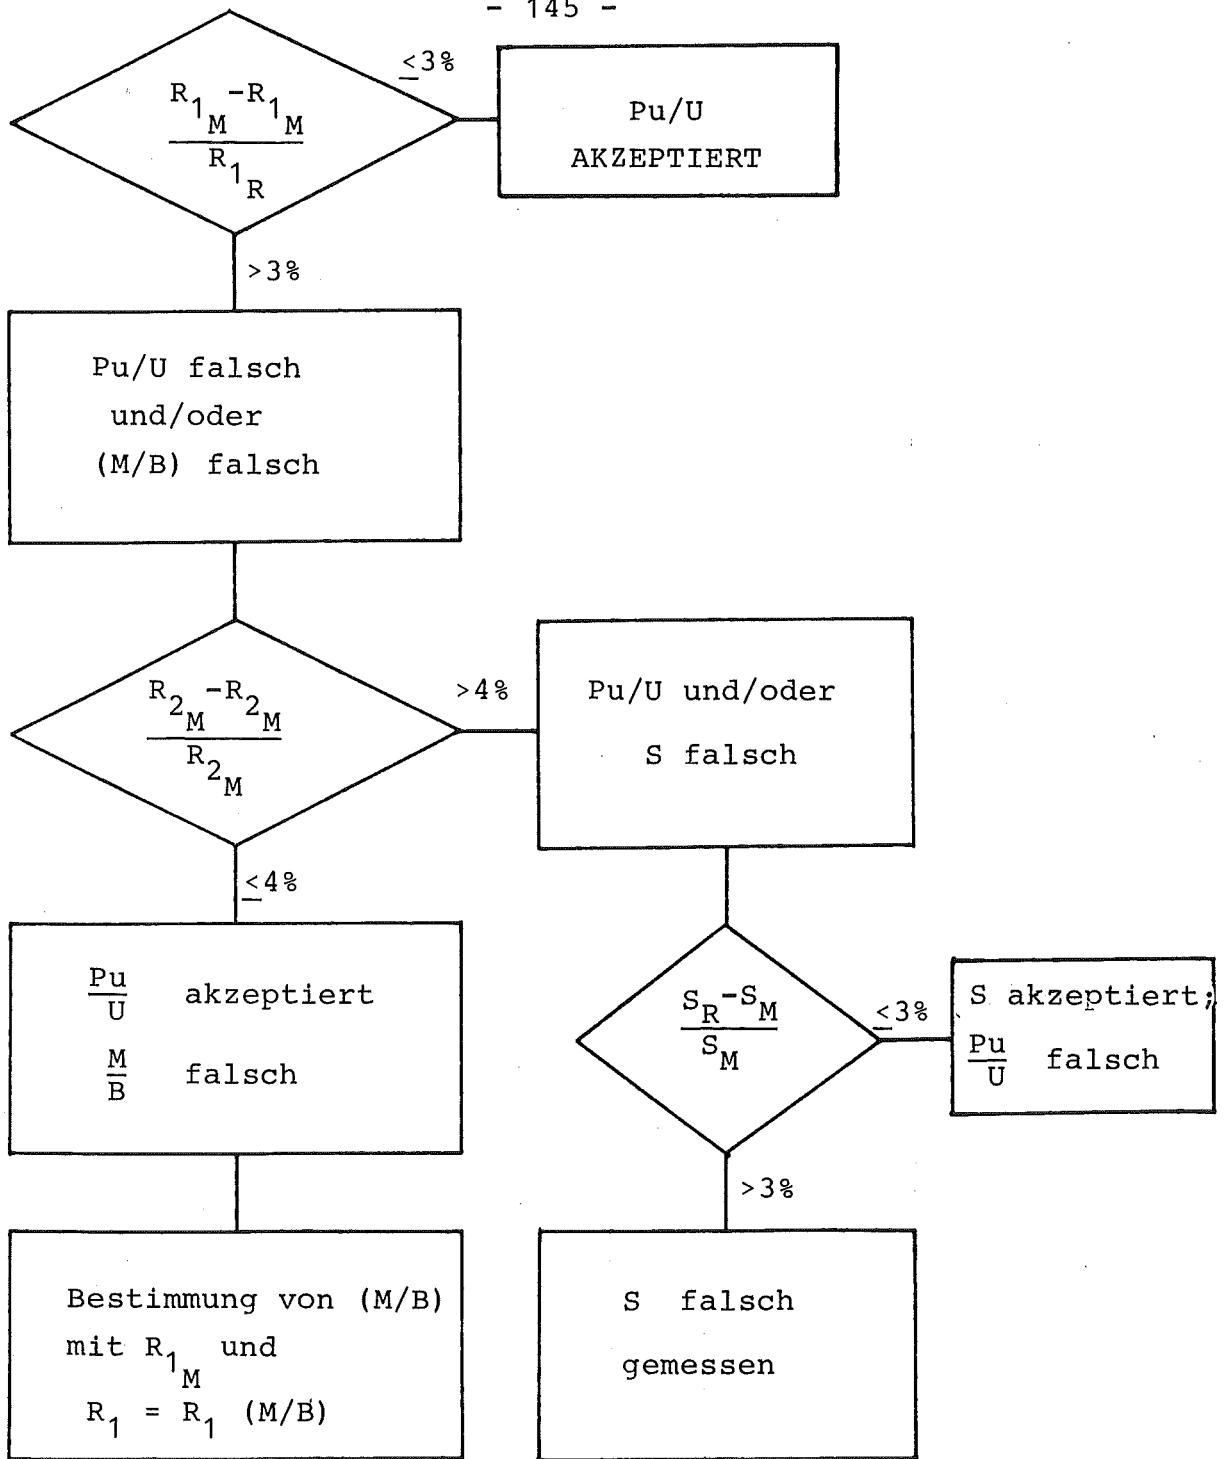 - 145 -
≤3%
R1M-R1M
R1R
Pu/U
AKZEPTIERT
>3%
Pu/U falsch
und/oder
(M/B) falsch
R2M-R2M
R2M
>4%
Pu/U und/oder
S falsch
≤4%
Pu/U akzeptiert
M/B falsch
SR-SM
SM
≤3%
S akzeptiert;
Pu/U falsch
>3%
Bestimmung von (M/B)
mit R1M und
R1 = R1 (M/B)
S falsch
gemessen